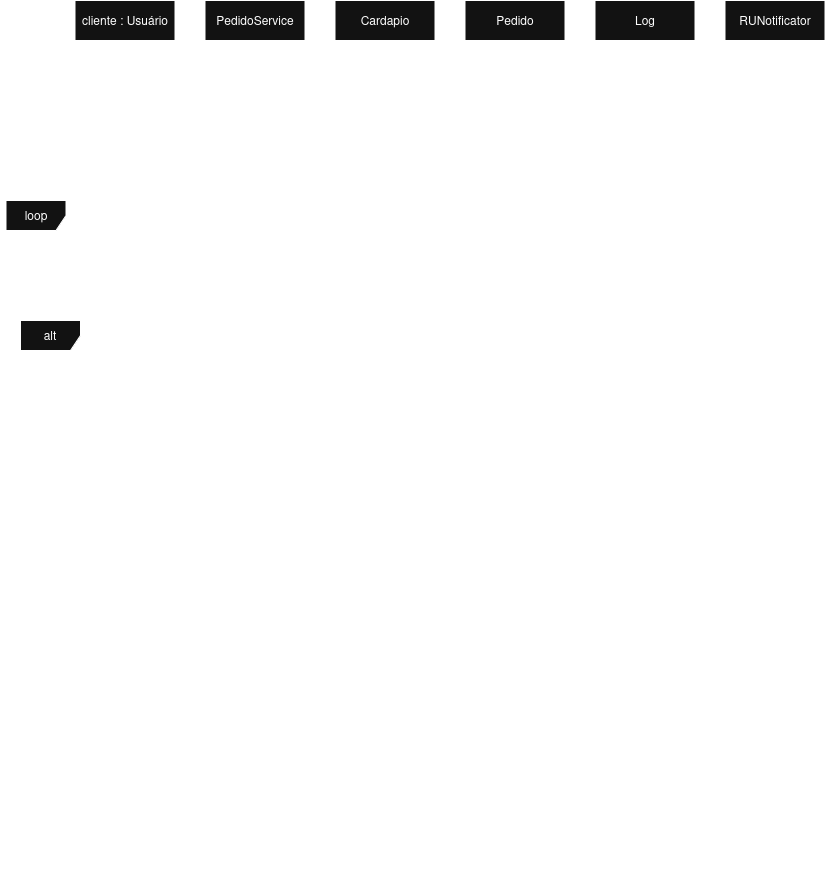 cliente : Usuário
PedidoService
Cardapio
Pedido
Log
RUNotificator
loop
alt